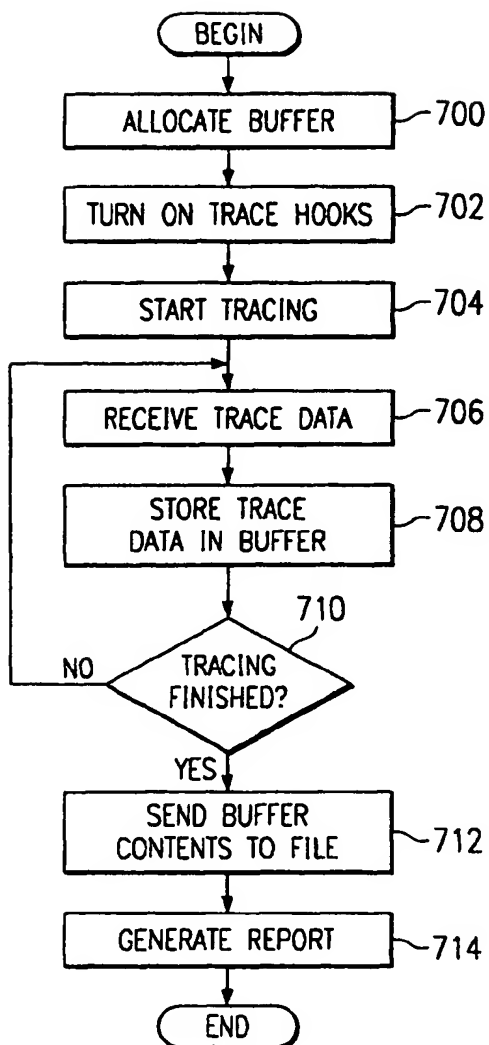 BEGIN
ALLOCATE BUFFER
700
TURN ON TRACE HOOKS
702
START TRACING
704
RECEIVE TRACE DATA
706
STORE TRACE
DATA IN BUFFER
708
710
TRACING
FINISHED?
NO
YES
SEND BUFFER
CONTENTS TO FILE
712
GENERATE REPORT
714
END